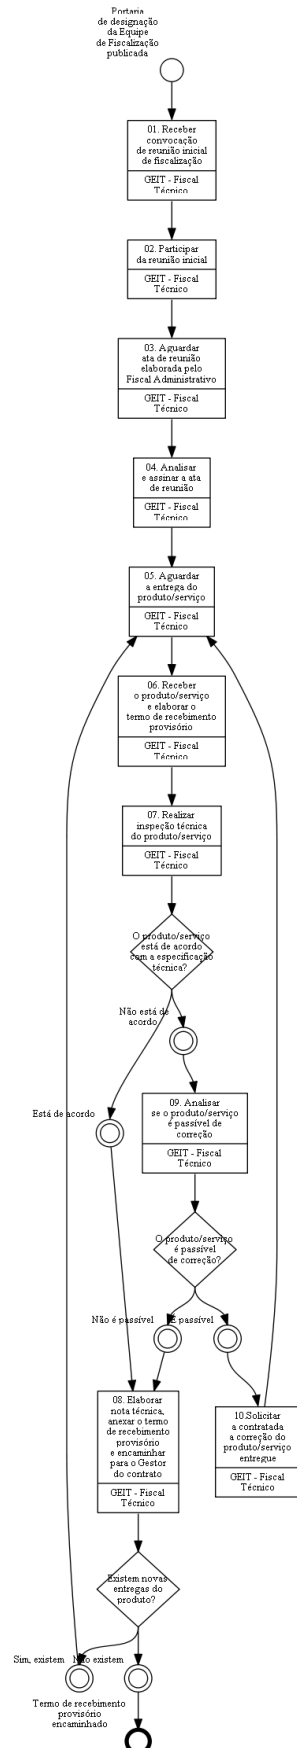 Portaria
de designação
da Equipe
de Fiscalização
publicada
01. Receber
convocação
de reunião inicial
de fiscalização
GEIT - Fiscal
Técnico
02. Participar
da reunião inicial
GEIT - Fiscal
Técnico
03. Aguardar
ata de reunião
elaborada pelo
Fiscal Administrativo
GEIT - Fiscal
Técnico
04. Analisar
e assinar a ata
de reunião
GEIT - Fiscal
Técnico
05. Aguardar
a entrega do
produto/serviço
GEIT - Fiscal
Técnico
06. Receber
o produto/serviço
e elaborar o
termo de recebimento
provisório
GEIT - Fiscal
Técnico
07. Realizar
inspeção técnica
do produto/serviço
GEIT - Fiscal
Técnico
O produto/serviço
está de acordo
com a especificação
técnica?
Não está de
acordo
Está de acordo
09. Analisar
se o produto/serviço
é passível de
correção
GEIT - Fiscal
Técnico
O produto/serviço
é passível
de correção?
Não é passível
É passível
08. Elaborar
nota técnica,
anexar o termo
de recebimento
provisório
e encaminhar
para o Gestor
do contrato
GEIT - Fiscal
Técnico
10.Solicitar
a contratada
a correção do
produto/serviço
entregue
GEIT - Fiscal
Técnico
Existem novas
entregas do
produto?
Sim, existem
Não existem
Termo de recebimento
provisório
encaminhado